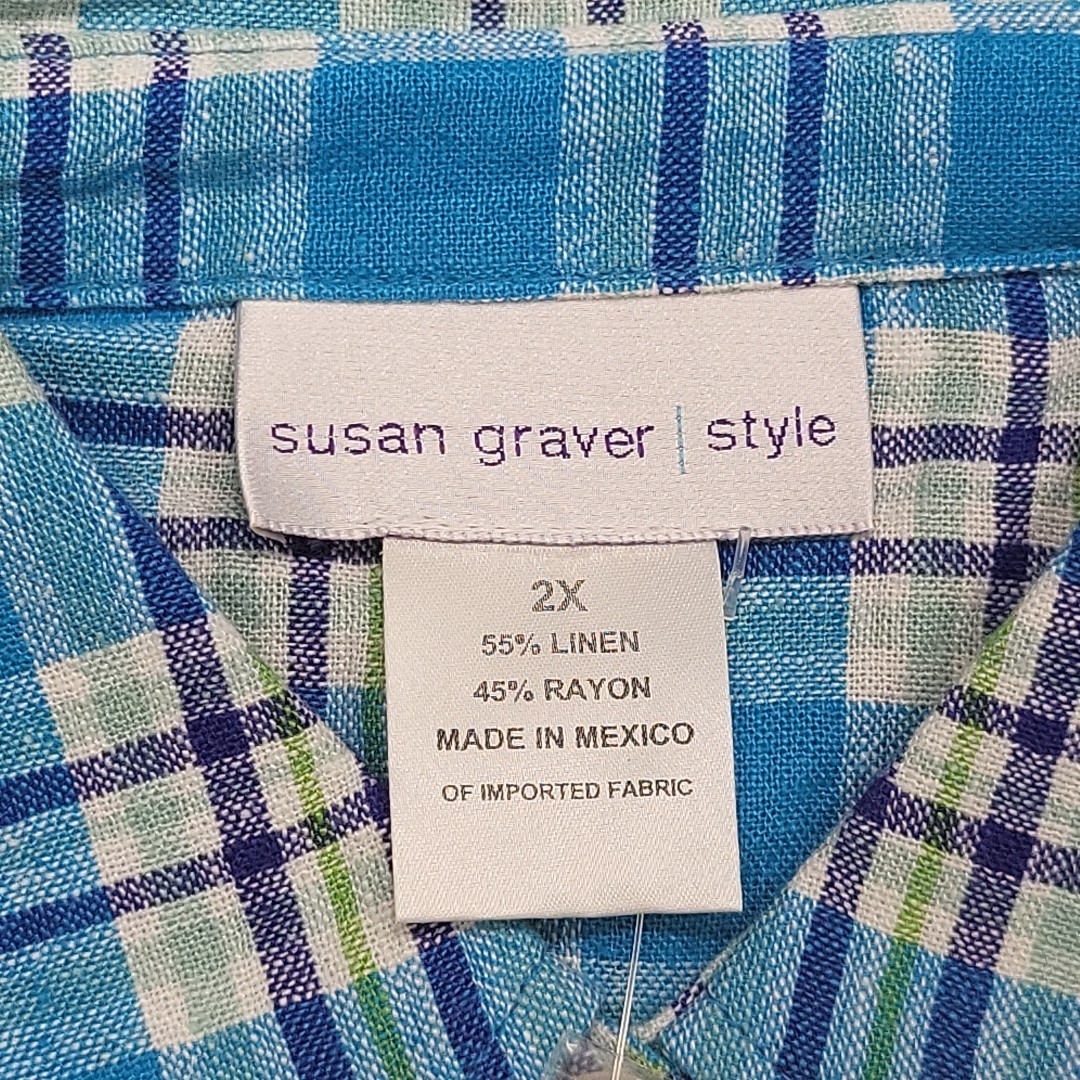 susan graver | style
2X
55% LINEN
45% RAYON
MADE IN MEXICO
OF IMPORTED FABRIC